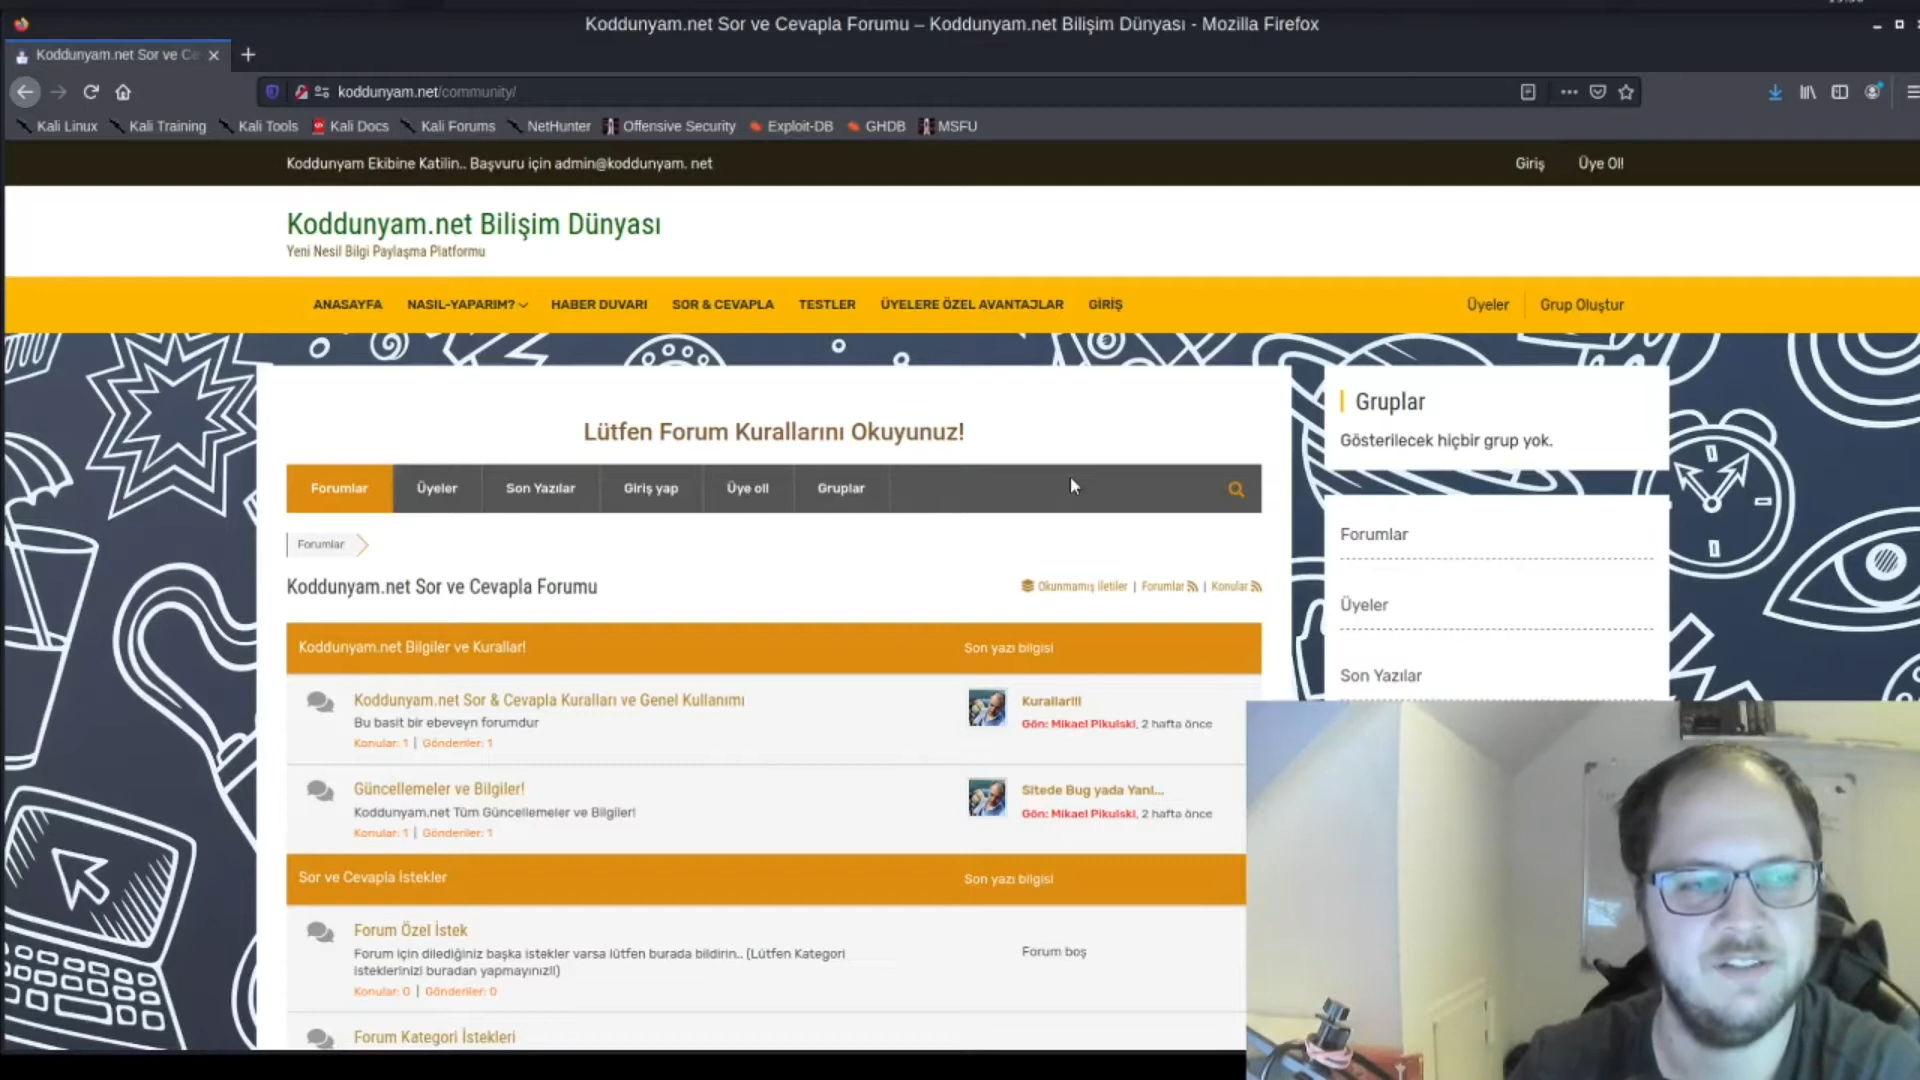 Koddunyam.net Sor ve Cevapla Forumu – Koddunyam.net Bilişim Dünyası - Mozilla Firefox
Koddunyam.net Sor ve Ce
koddunyam.net/community/
Kali Linux
Kali Training
Kali Tools
Kali Docs
Kali Forums
NetHunter
Offensive Security
Exploit-DB
GHDB
MSFU
Koddunyam Ekibine Katilin.. Başvuru için admin@koddunyam. net
Giriş
Üye Ol!
Koddunyam.net Bilişim Dünyası
Yeni Nesil Bilgi Paylaşma Platformu
ANASAYFA
NASIL-YAPARIM?
HABER DUVARI
SOR & CEVAPLA
TESTLER
ÜYELERE ÖZEL AVANTAJLAR
GİRİŞ
Üyeler
Grup Oluştur
Lütfen Forum Kurallarını Okuyunuz!
Gruplar
Gösterilecek hiçbir grup yok.
Forumlar
Üyeler
Son Yazılar
Giriş yap
Üye oll
Gruplar
Forumlar
Koddunyam.net Sor ve Cevapla Forumu
Okunmamış İletiler | Forumlar | Konular
Forumlar
Üyeler
Son Yazılar
Koddunyam.net Bilgiler ve Kurallar!
Son yazı bilgisi
Koddunyam.net Sor & Cevapla Kuralları ve Genel Kullanımı
Bu basit bir ebeveyn forumdur
Konular: 1 | Gönderiler: 1
Kurallar!!!
Gön: Mikael Pikulski, 2 hafta önce
Güncellemeler ve Bilgiler!
Koddunyam.net Tüm Güncellemeler ve Bilgiler!
Konular: 1 | Gönderiler: 1
Sitede Bug yada Yanl...
Gön: Mikael Pikulski, 2 hafta önce
Sor ve Cevapla İstekler
Son yazı bilgisi
Forum Özel İstek
Forum için dilediğiniz başka istekler varsa lütfen burada bildirin.. (Lütfen Kategori
isteklerinizi buradan yapmayınız!!)
Konular: 0 | Gönderiler: 0
Forum boş
Forum Kategori İstekleri